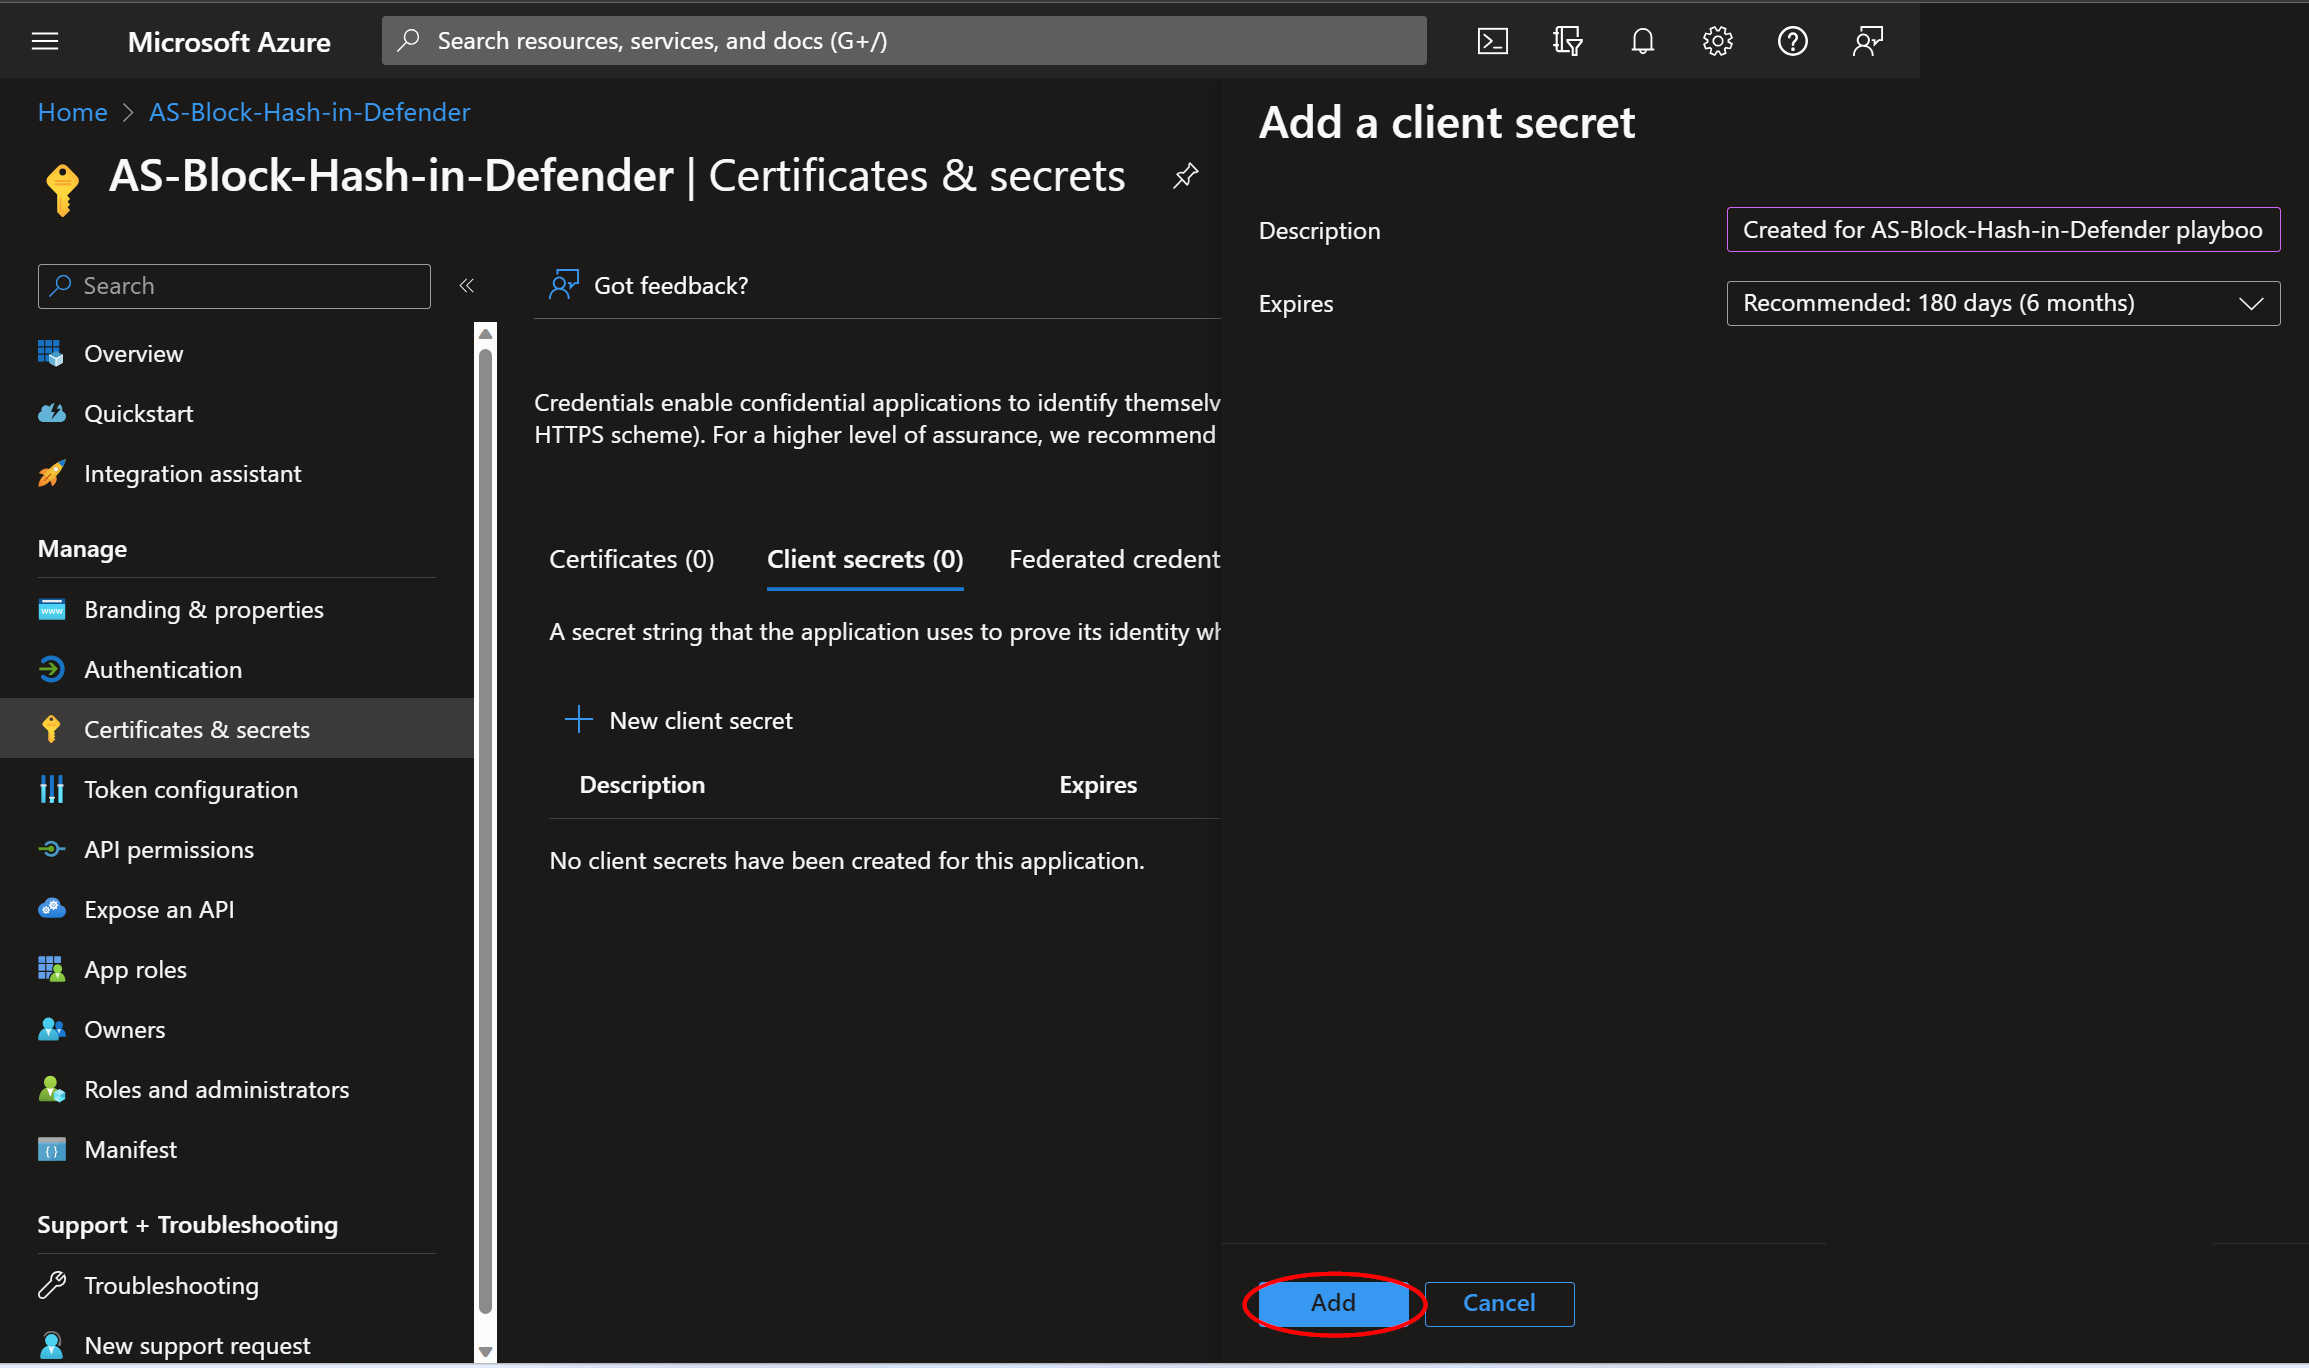 Microsoft Azure
Search resources, services, and docs (G+/)
Home > AS-Block-Hash-in-Defender
AS-Block-Hash-in-Defender | Certificates & secrets
Search
«
Overview
Quickstart
Integration assistant
Manage
Branding & properties
Authentication
Certificates & secrets
Token configuration
API permissions
Expose an API
App roles
Owners
Roles and administrators
Manifest
Support + Troubleshooting
Troubleshooting
New support request
Got feedback?
Credentials enable confidential applications to identify themselv
HTTPS scheme). For a higher level of assurance, we recommend
Certificates (0) Client secrets (0) Federated credent
A secret string that the application uses to prove its identity wh
New client secret
Description Expires
No client secrets have been created for this application.
Add a client secret
Description Created for AS-Block-Hash-in-Defender playboo
Expires Recommended: 180 days (6 months)
Add Cancel